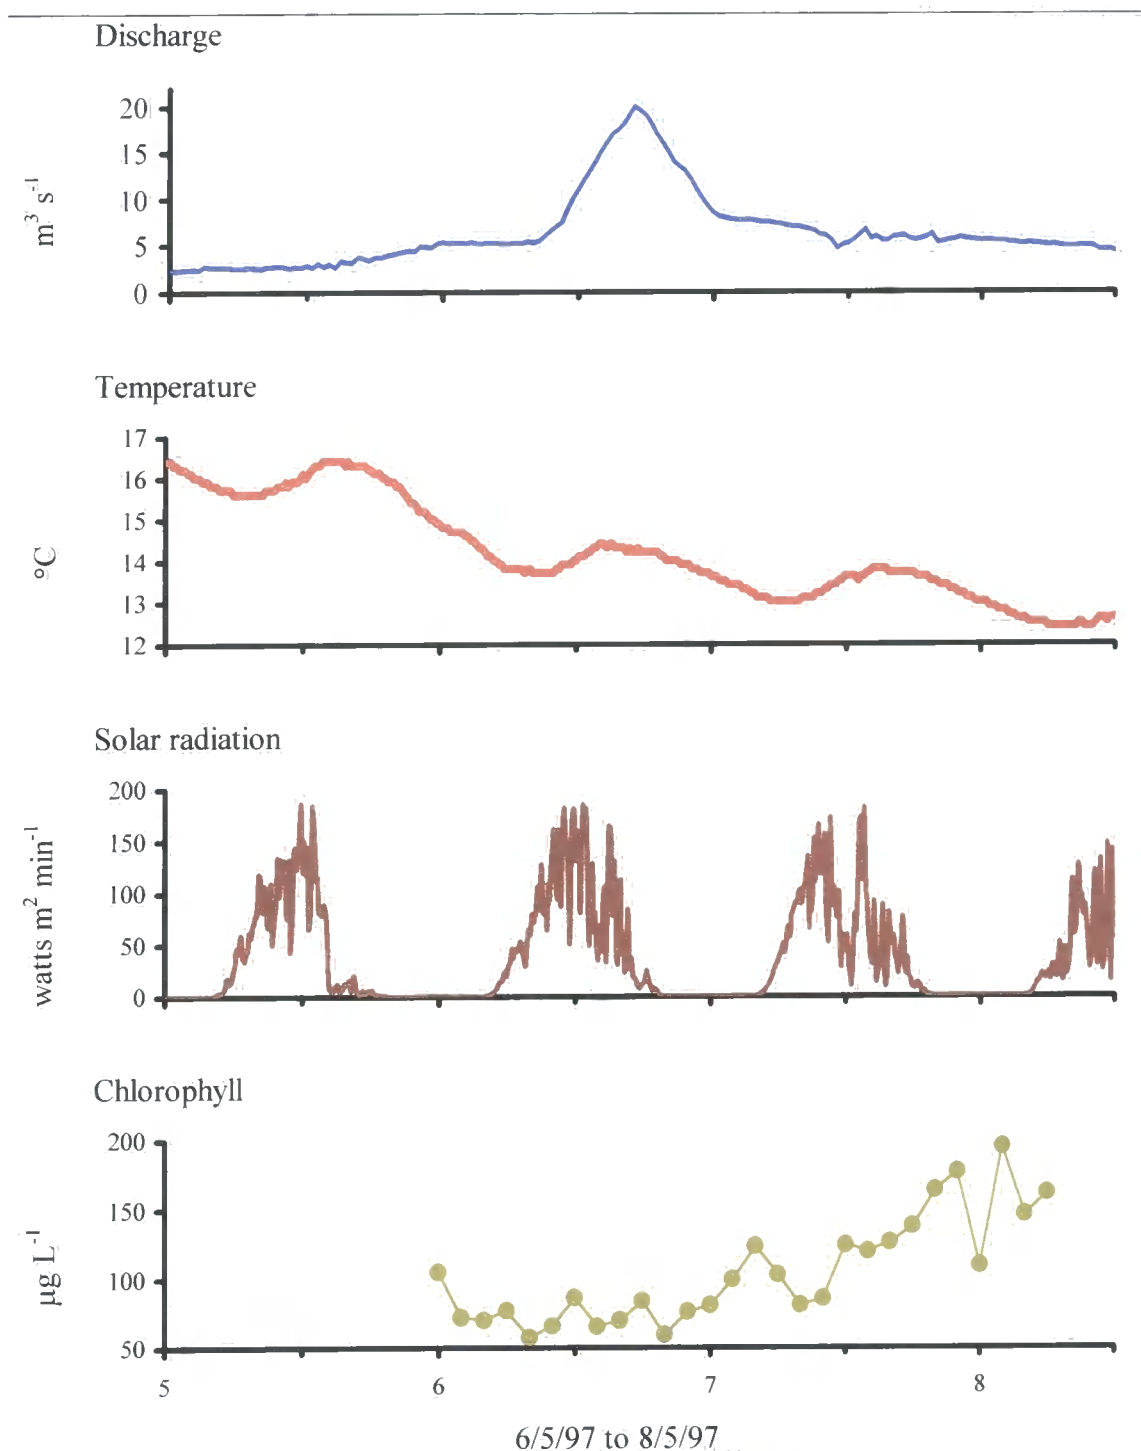 Discharge
20
15
10
5
0
m³ s⁻¹
Temperature
17
16
15
14
13
12
°C
Solar radiation
200
150
100
50
0
watts m² min⁻¹
Chlorophyll
200
150
100
50
µg L⁻¹
5 6 7 8
6/5/97 to 8/5/97